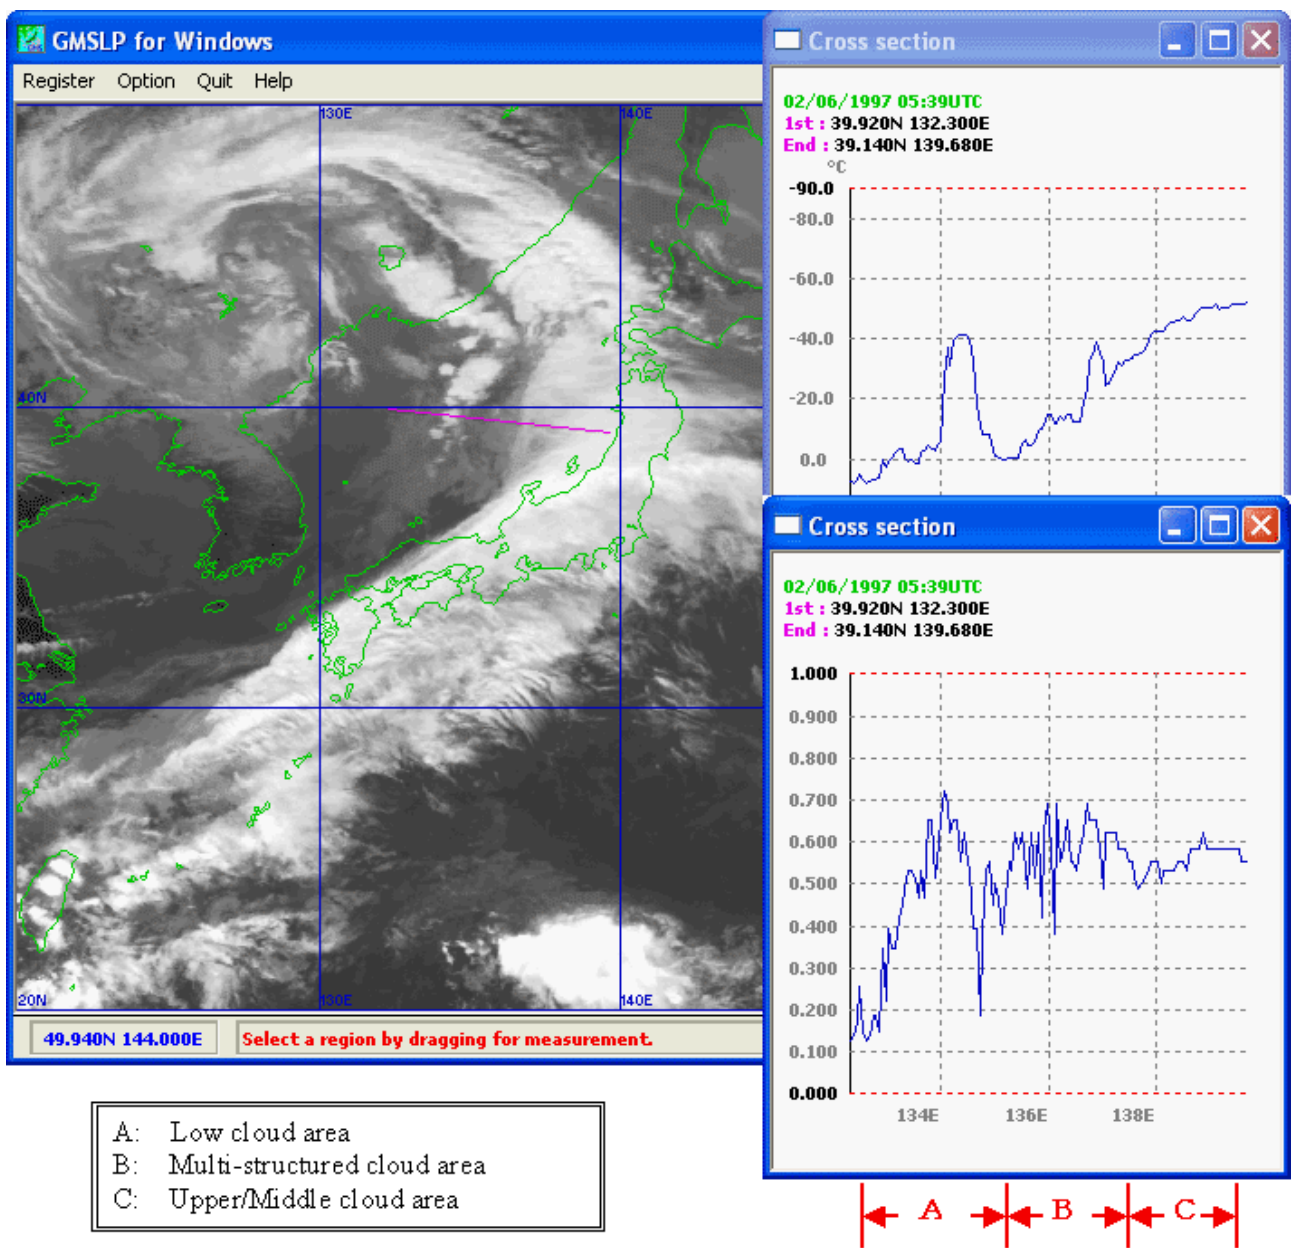 GMSLP for Windows
Register Option Quit Help
130E 140E
40N
30N
20N 130E 140E
49.940N 144.000E Select a region by dragging for measurement.
Cross section
02/06/1997 05:39UTC
1st : 39.920N 132.300E
End : 39.140N 139.680E
°C
-90.0
-80.0
-60.0
-40.0
-20.0
0.0
Cross section
02/06/1997 05:39UTC
1st : 39.920N 132.300E
End : 39.140N 139.680E
1.000
0.900
0.800
0.700
0.600
0.500
0.400
0.300
0.200
0.100
0.000
134E 136E 138E
A B C
A: Low cloud area
B: Multi-structured cloud area
C: Upper/Middle cloud area